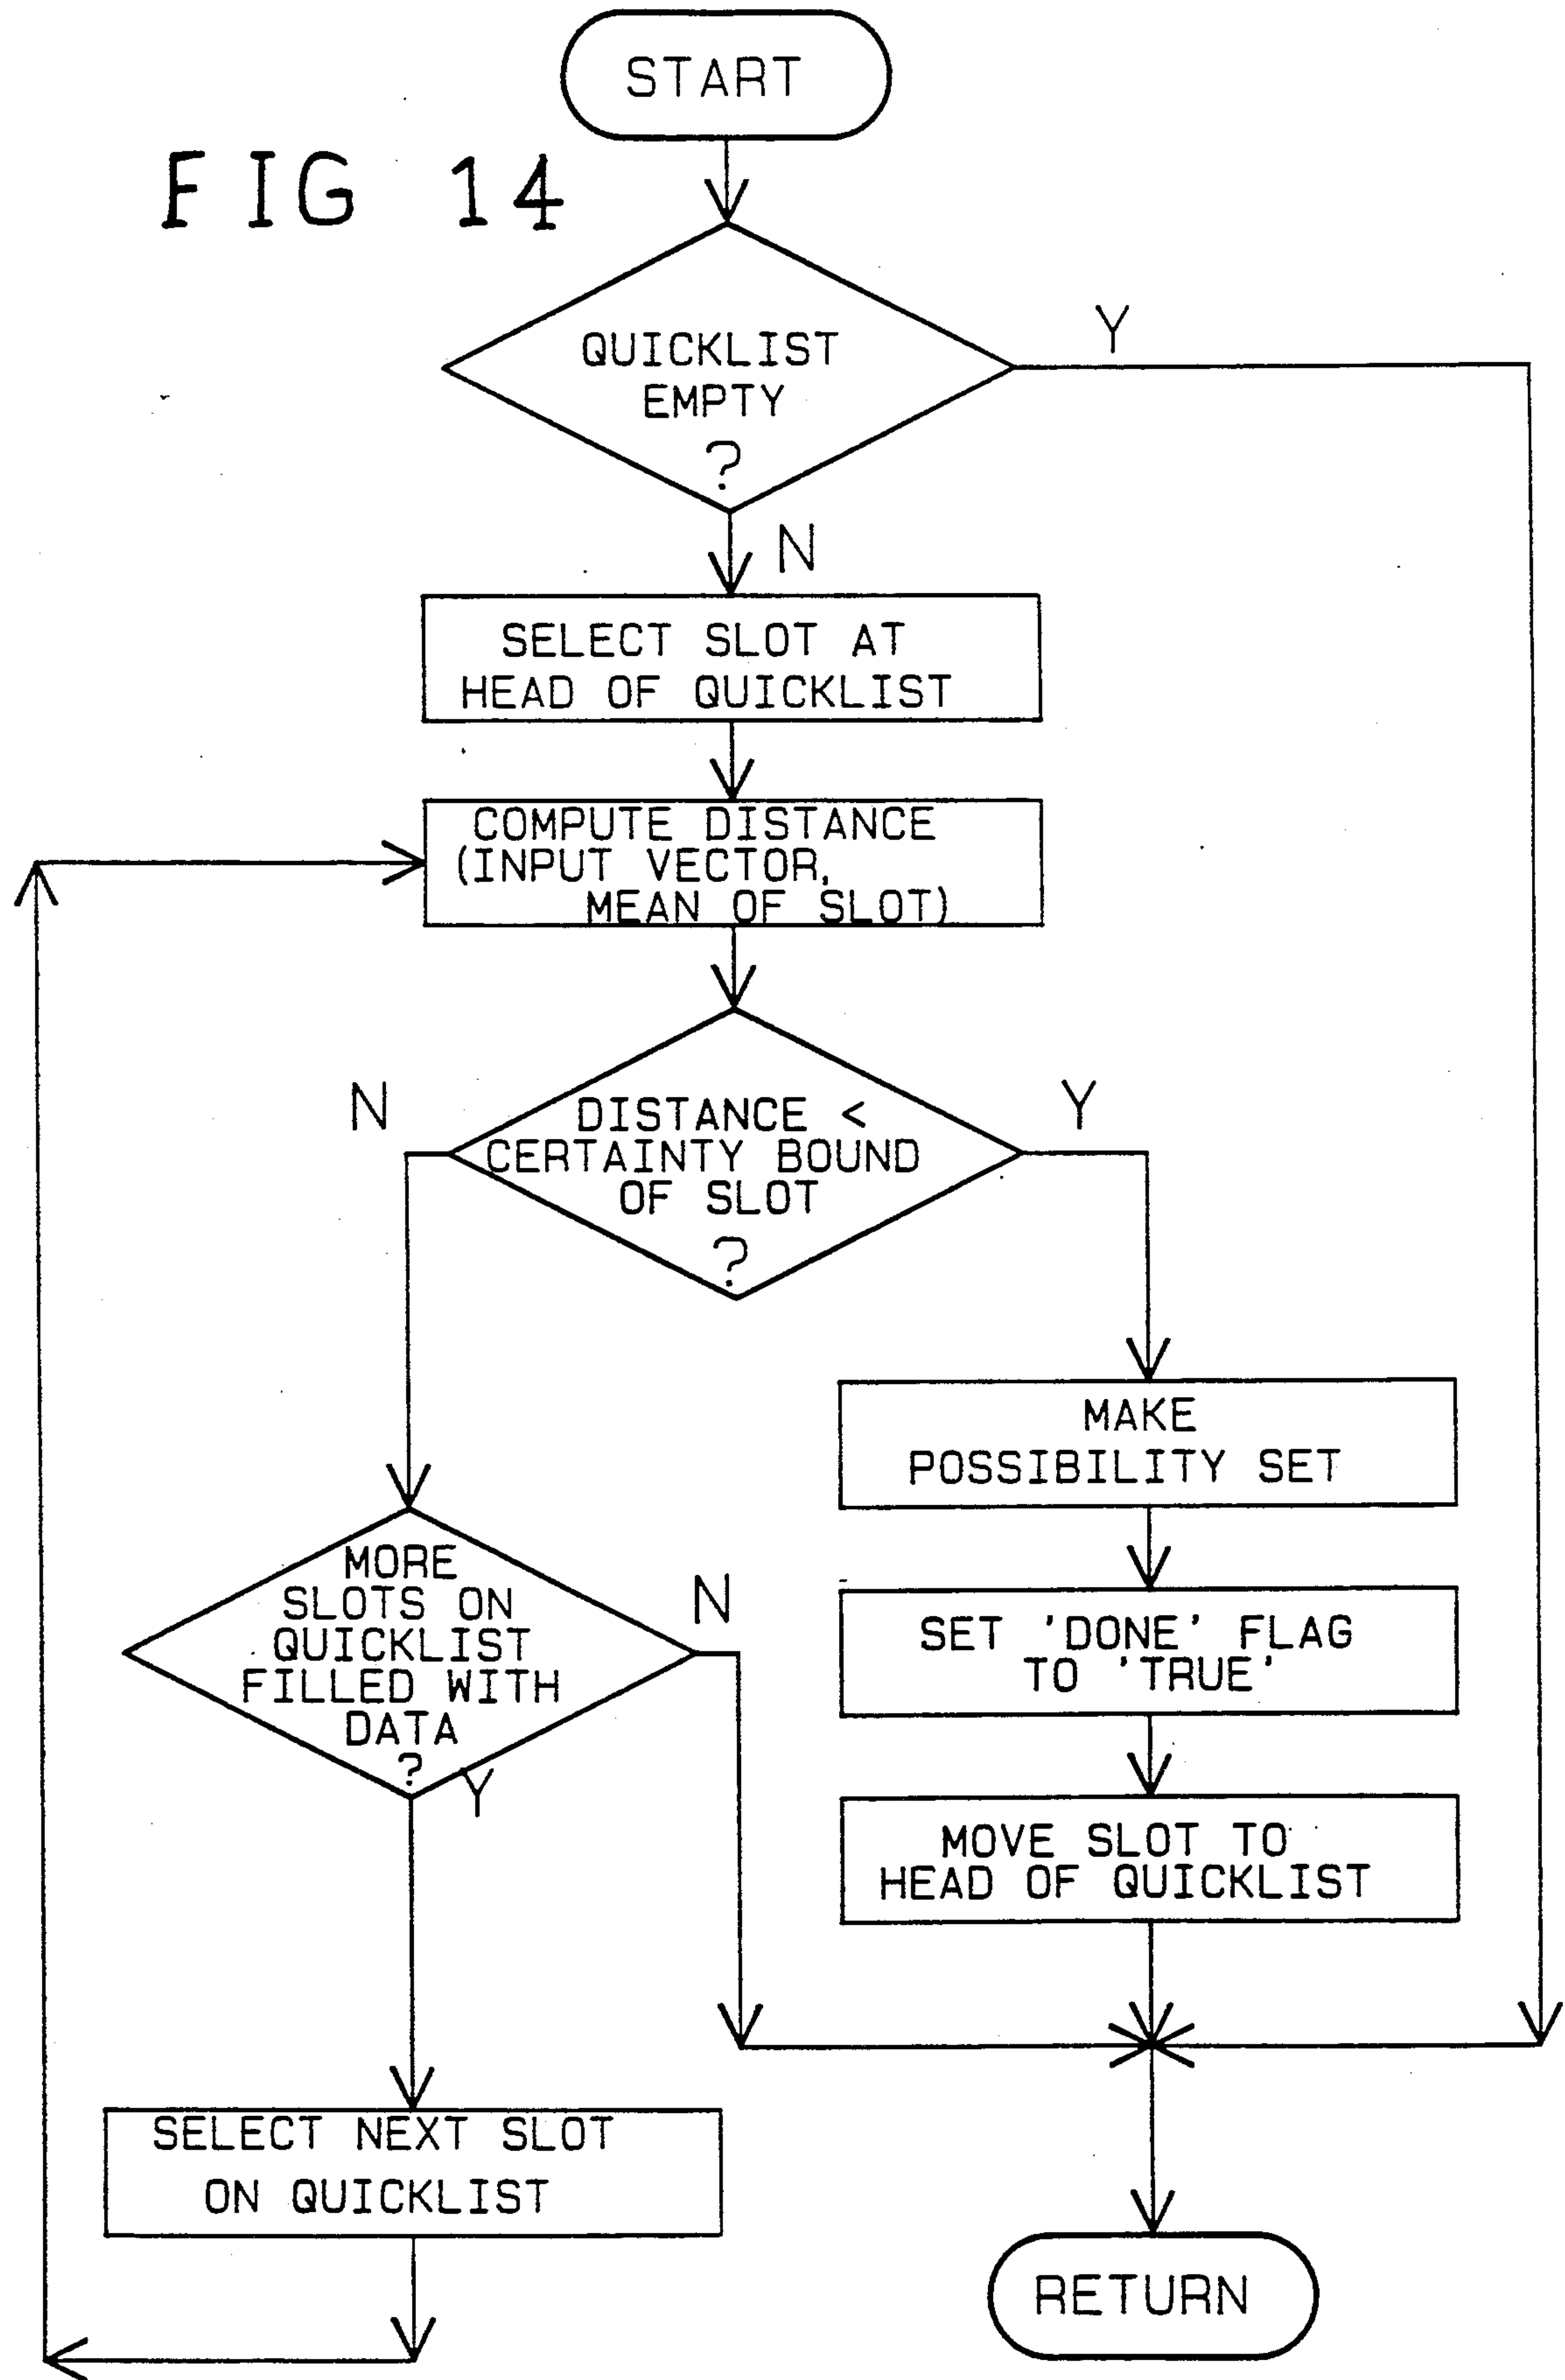 START
FIG 14
QUICKLIST
EMPTY
?
Y
N
SELECT SLOT AT
HEAD OF QUICKLIST
COMPUTE DISTANCE
(INPUT VECTOR,
MEAN OF SLOT)
N
DISTANCE <
CERTAINTY BOUND
OF SLOT
?
Y
MAKE
POSSIBILITY SET
MORE
SLOTS ON
QUICKLIST
FILLED WITH
DATA
?
N
Y
SET 'DONE' FLAG
TO 'TRUE'
MOVE SLOT TO
HEAD OF QUICKLIST
SELECT NEXT SLOT
ON QUICKLIST
RETURN